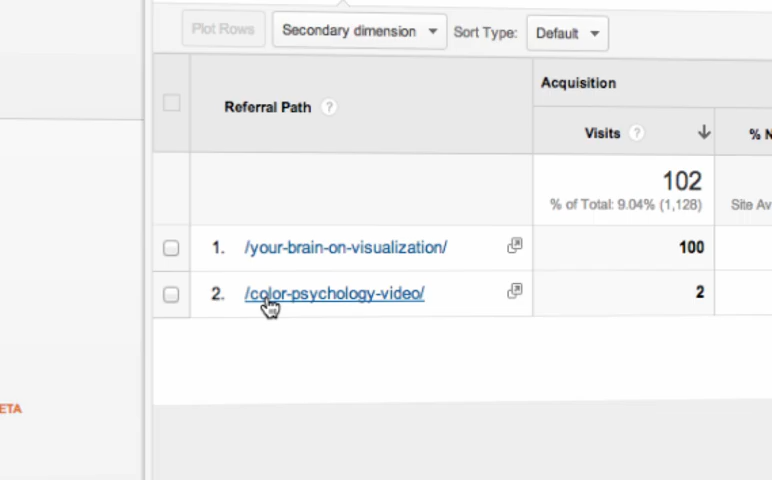 Plot Rows
Secondary dimension
Sort Type:
Default
Referral Path ?
Acquisition
Visits ?
% N
102
% of Total: 9.04% (1,128)
Site Av
1. /your-brain-on-visualization/
100
2. /color-psychology-video/
2
ETA